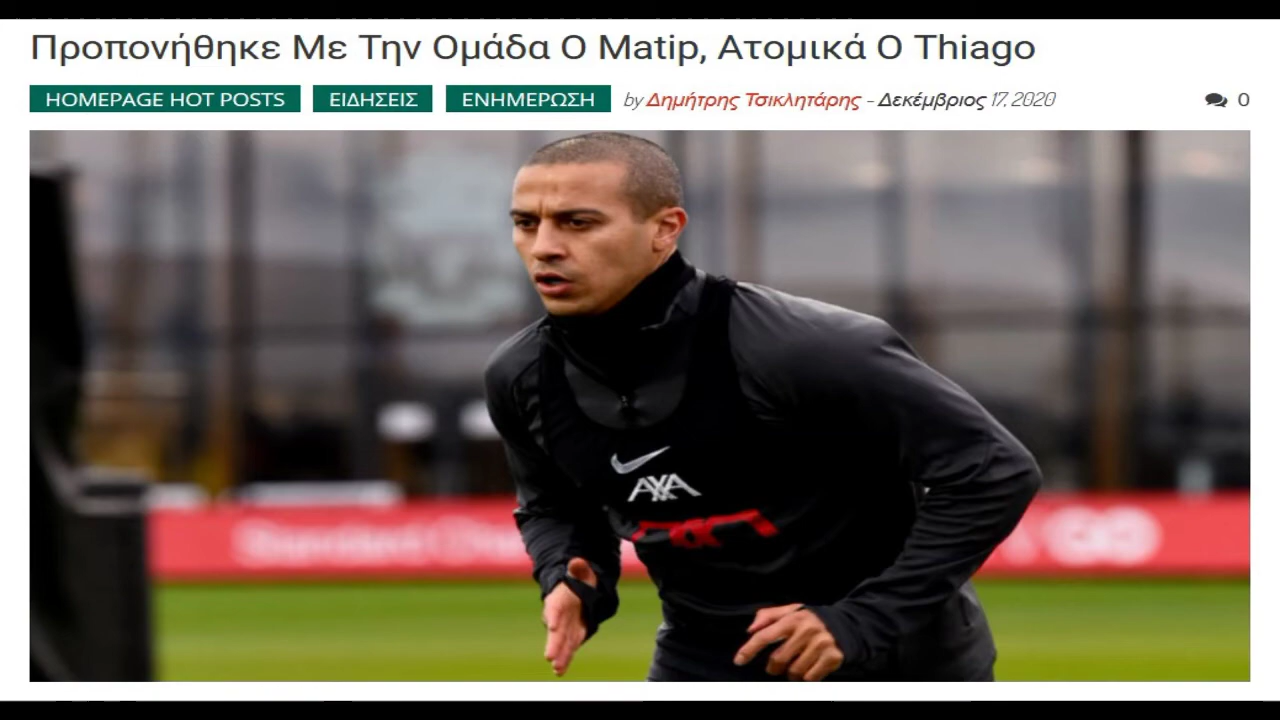 Προπονήθηκε Με Την Ομάδα Ο Matip, Ατομικά Ο Thiago
HOMEPAGE HOT POSTS ΕΙΔΗΣΕΙΣ ΕΝΗΜΕΡΩΣΗ by Δημήτρης Τσικλητάρης - Δεκέμβριος 17, 2020 0
AXA
Standard